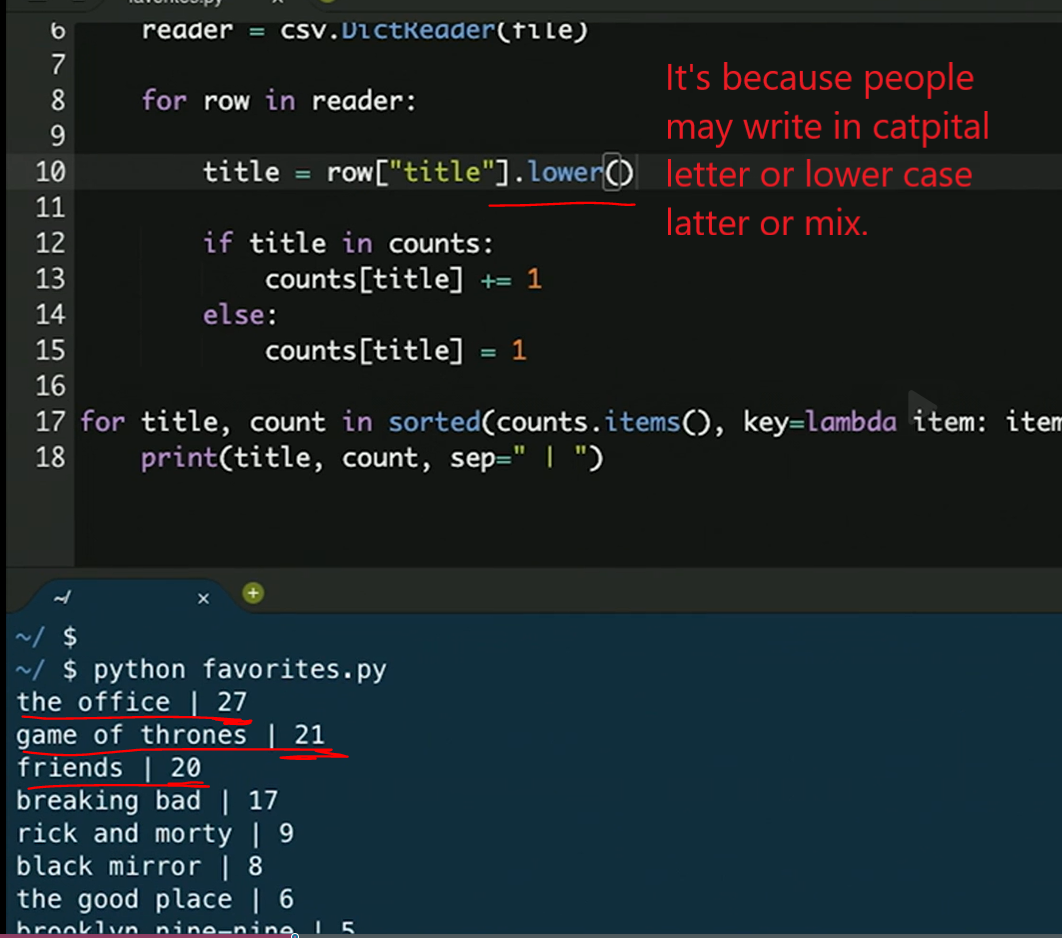 favorites.py
6 reader = csv.DictReader(file)
7
8 for row in reader:
9
10 title = row["title"].lower()
11
12 if title in counts:
13 counts[title] += 1
14 else:
15 counts[title] = 1
16
17 for title, count in sorted(counts.items(), key=lambda item: item
18 print(title, count, sep=" | ")
It's because people
may write in catpital
letter or lower case
latter or mix.
~/
~/ $
~/ $ python favorites.py
the office | 27
game of thrones | 21
friends | 20
breaking bad | 17
rick and morty | 9
black mirror | 8
the good place | 6
brooklyn nine-nine | 5